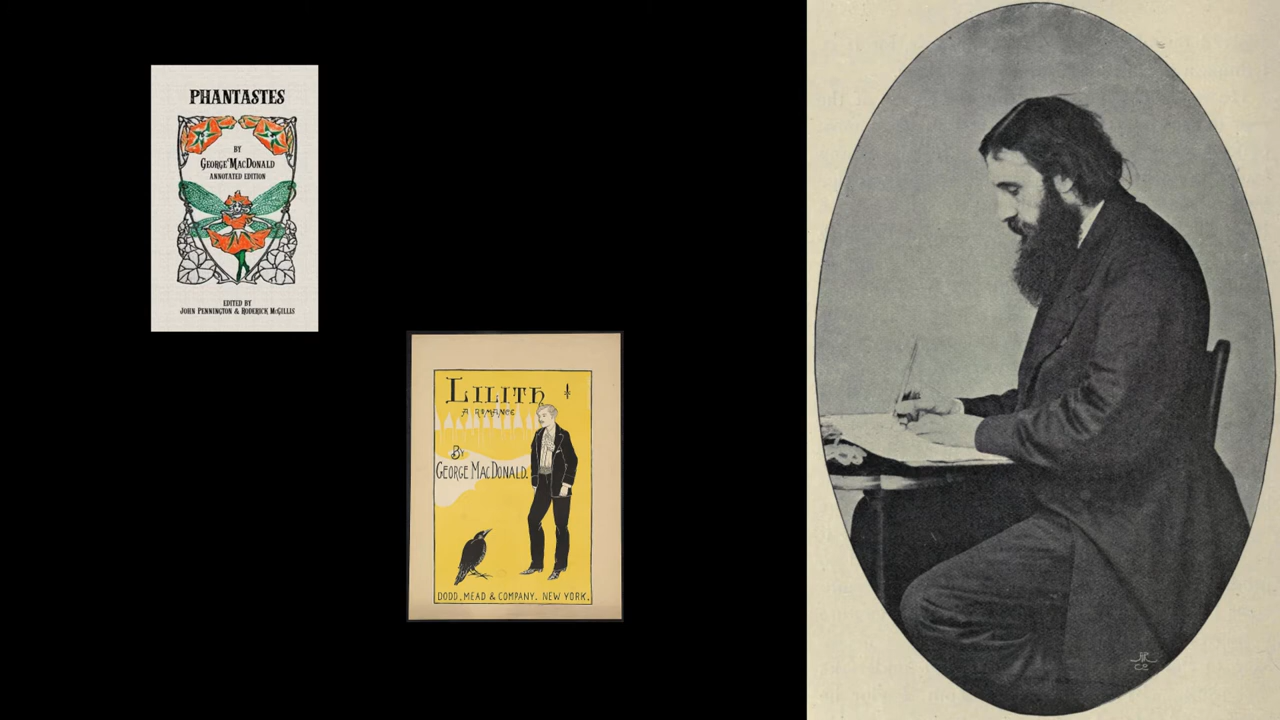 PHANTASTES
BY
GEORGE MACDONALD
ANNOTATED EDITION
EDITED BY
JOHN PENNINGTON & RODERICK MCGILLIS
LILITH
A ROMANCE
BY
GEORGE MACDONALD.
DODD, MEAD & COMPANY. NEW YORK.